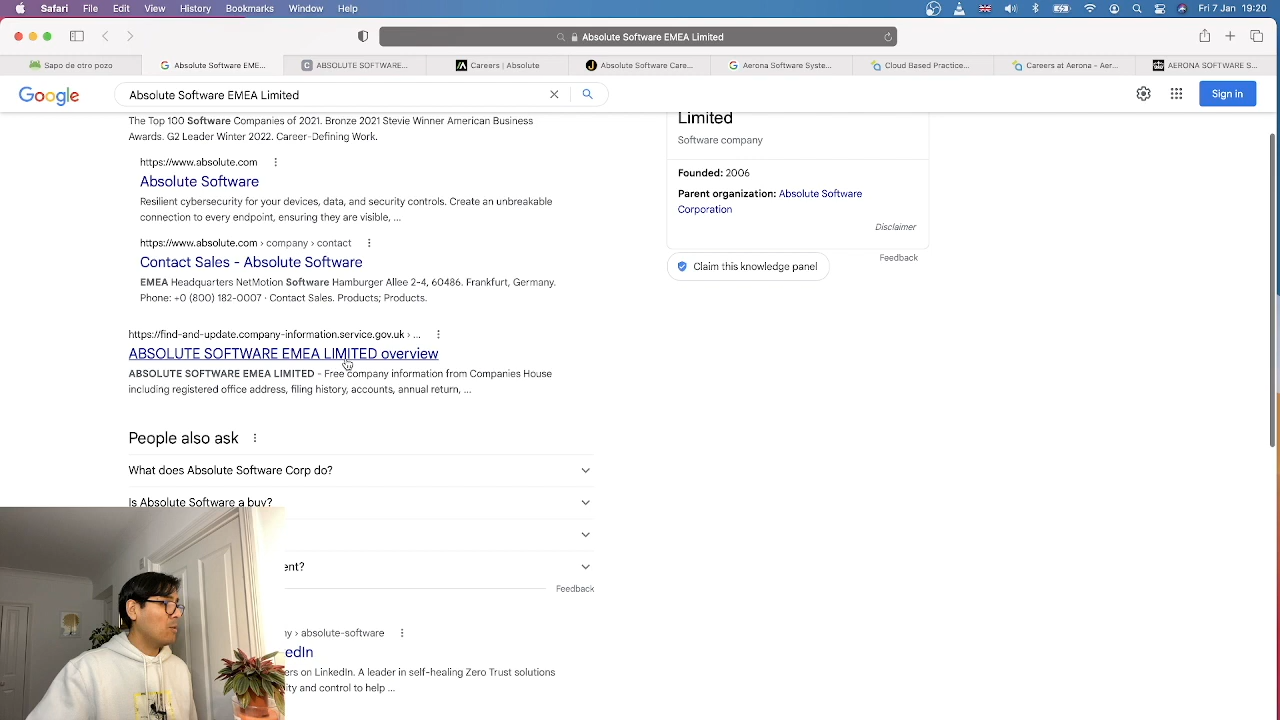 Safari File Edit View History Bookmarks Window Help Fri 7 Jan 19:20
Absolute Software EMEA Limited
Sapo de otro pozo
Absolute Software EME...
ABSOLUTE SOFTWARE...
Careers | Absolute
Absolute Software Care...
Aerona Software Syste...
Cloud Based Practice...
Careers at Aerona - Aer...
AERONA SOFTWARE S...
Google
Absolute Software EMEA Limited
Sign in
The Top 100 Software Companies of 2021. Bronze 2021 Stevie Winner American Business
Awards. G2 Leader Winter 2022. Career-Defining Work.
https://www.absolute.com
Absolute Software
Resilient cybersecurity for your devices, data, and security controls. Create an unbreakable
connection to every endpoint, ensuring they are visible, ...
https://www.absolute.com › company › contact
Contact Sales - Absolute Software
EMEA Headquarters NetMotion Software Hamburger Allee 2-4, 60486. Frankfurt, Germany.
Phone: +0 (800) 182-0007 · Contact Sales. Products; Products.
https://find-and-update.company-information.service.gov.uk › ...
ABSOLUTE SOFTWARE EMEA LIMITED overview
ABSOLUTE SOFTWARE EMEA LIMITED - Free company information from Companies House
including registered office address, filing history, accounts, annual return, ...
People also ask
What does Absolute Software Corp do?
Is Absolute Software a buy?
ent?
Feedback
ny › absolute-software
edIn
ers on LinkedIn. A leader in self-healing Zero Trust solutions
ity and control to help ...
Limited
Software company
Founded: 2006
Parent organization: Absolute Software
Corporation
Disclaimer
Feedback
Claim this knowledge panel